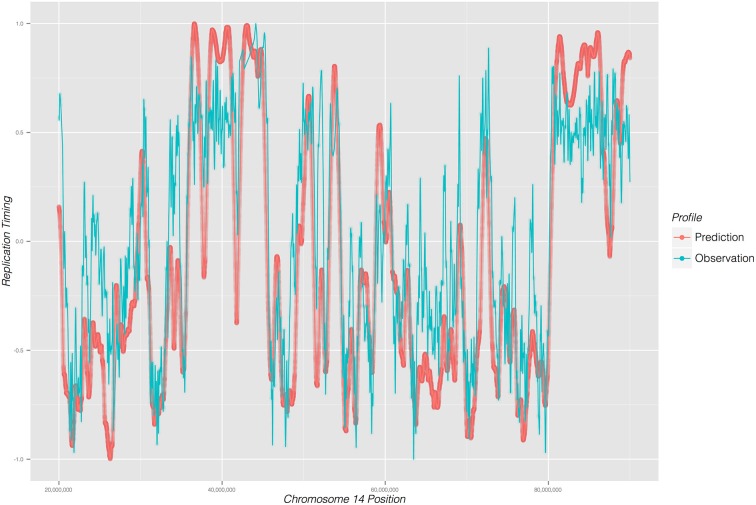 1.0
0.5
0.0
-0.5
-1.0
Replication Timing
20,000,000
40,000,000
60,000,000
80,000,000
Chromosome 14 Position
Profile
Prediction
Observation